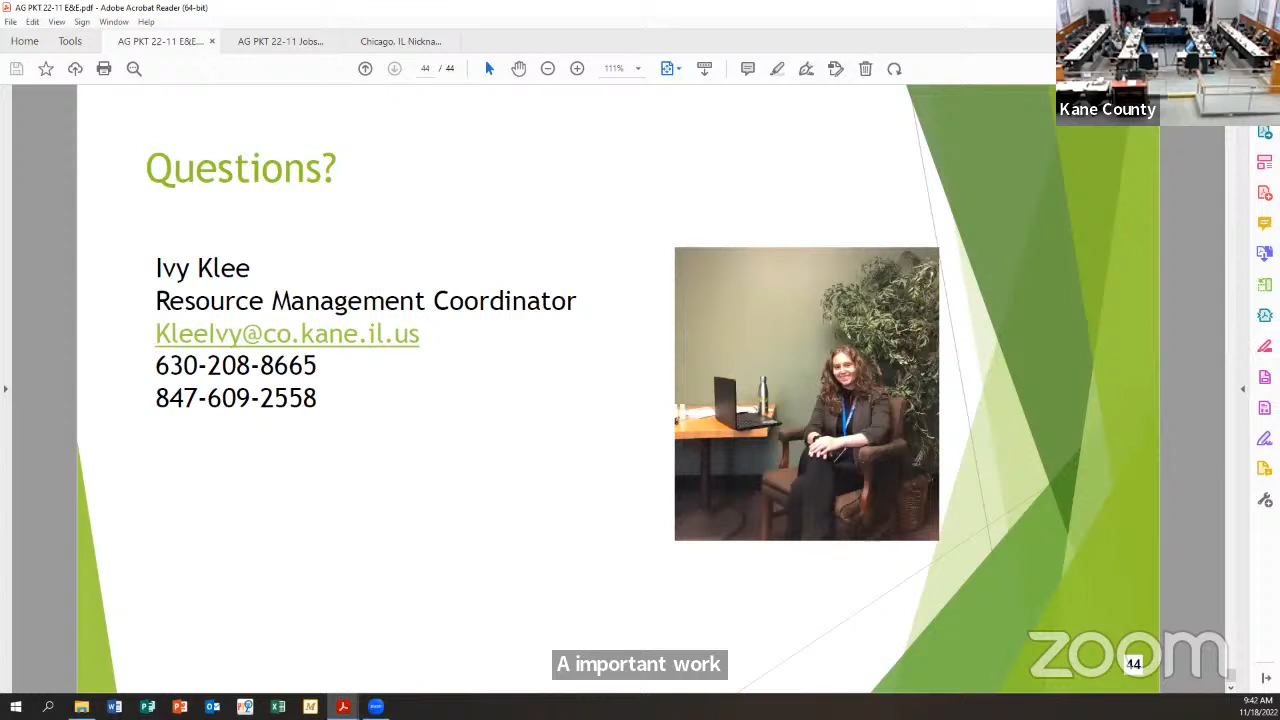 AG PKT 22-11 E&E.pdf - Adobe Acrobat Reader (64-bit)
File Edit View Sign Window Help
Home Tools AG PKT 22-11 E&E... × AG PKT 22-11 Jobs... Chicago, IL Nickna...
44 / 44 111%
Kane County
Questions?
Ivy Klee
Resource Management Coordinator
KleeIvy@co.kane.il.us
630-208-8665
847-609-2558
A important work
zoom
44
9:42 AM
11/18/2022